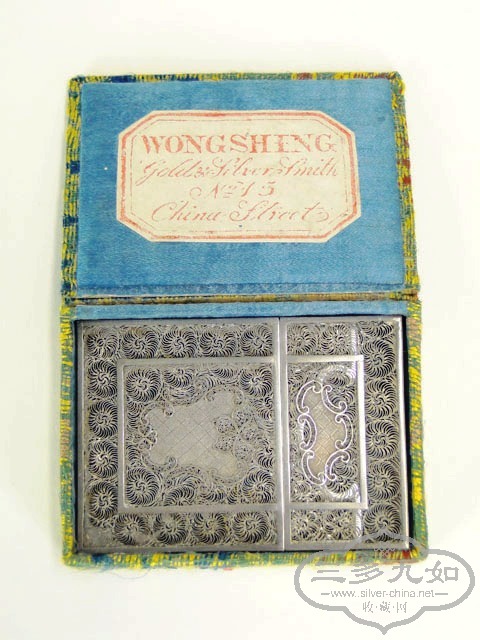 WONGSHING
Gold & Silver Smith
No 15
China Street
三多九如
www.silver-china.net
收·藏·网